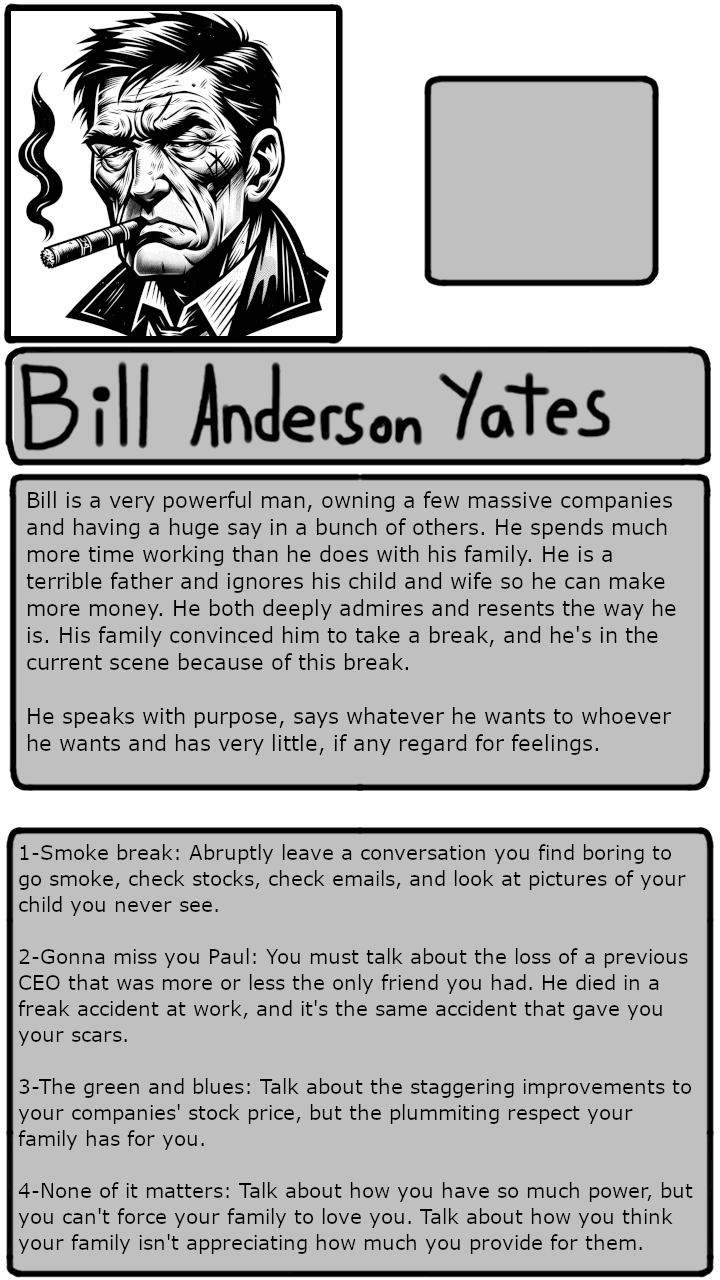 Bill Anderson Yates
Bill is a very powerful man, owning a few massive companies
and having a huge say in a bunch of others. He spends much
more time working than he does with his family. He is a
terrible father and ignores his child and wife so he can make
more money. He both deeply admires and resents the way he
is. His family convinced him to take a break, and he's in the
current scene because of this break.
He speaks with purpose, says whatever he wants to whoever
he wants and has very little, if any regard for feelings.
1-Smoke break: Abruptly leave a conversation you find boring to
go smoke, check stocks, check emails, and look at pictures of your
child you never see.
2-Gonna miss you Paul: You must talk about the loss of a previous
CEO that was more or less the only friend you had. He died in a
freak accident at work, and it's the same accident that gave you
your scars.
3-The green and blues: Talk about the staggering improvements to
your companies' stock price, but the plummiting respect your
family has for you.
4-None of it matters: Talk about how you have so much power, but
you can't force your family to love you. Talk about how you think
your family isn't appreciating how much you provide for them.